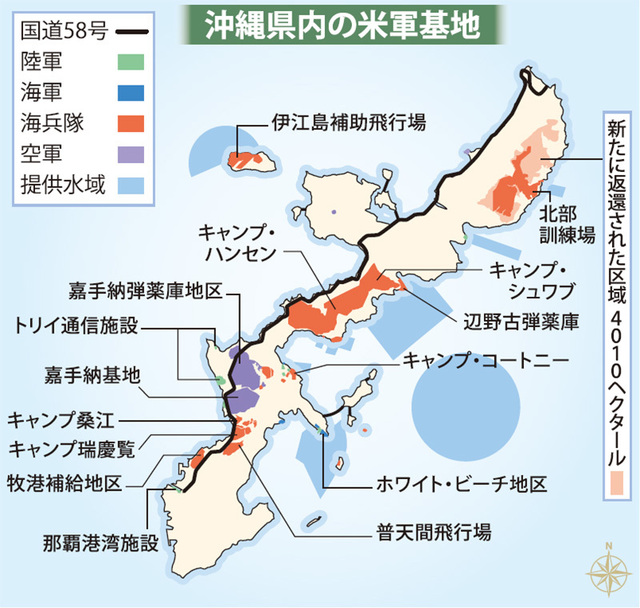 沖縄県内の米軍基地
国道58号
陸軍
海軍
海兵隊
空軍
提供水域
伊江島補助飛行場
新たに返還された区域 4010ヘクタール
北部
訓練場
キャンプ・
ハンセン
キャンプ・
シュワブ
嘉手納弾薬庫地区
辺野古弾薬庫
トリイ通信施設
キャンプ・コートニー
嘉手納基地
キャンプ桑江
キャンプ瑞慶覧
牧港補給地区
ホワイト・ビーチ地区
普天間飛行場
那覇港湾施設
N